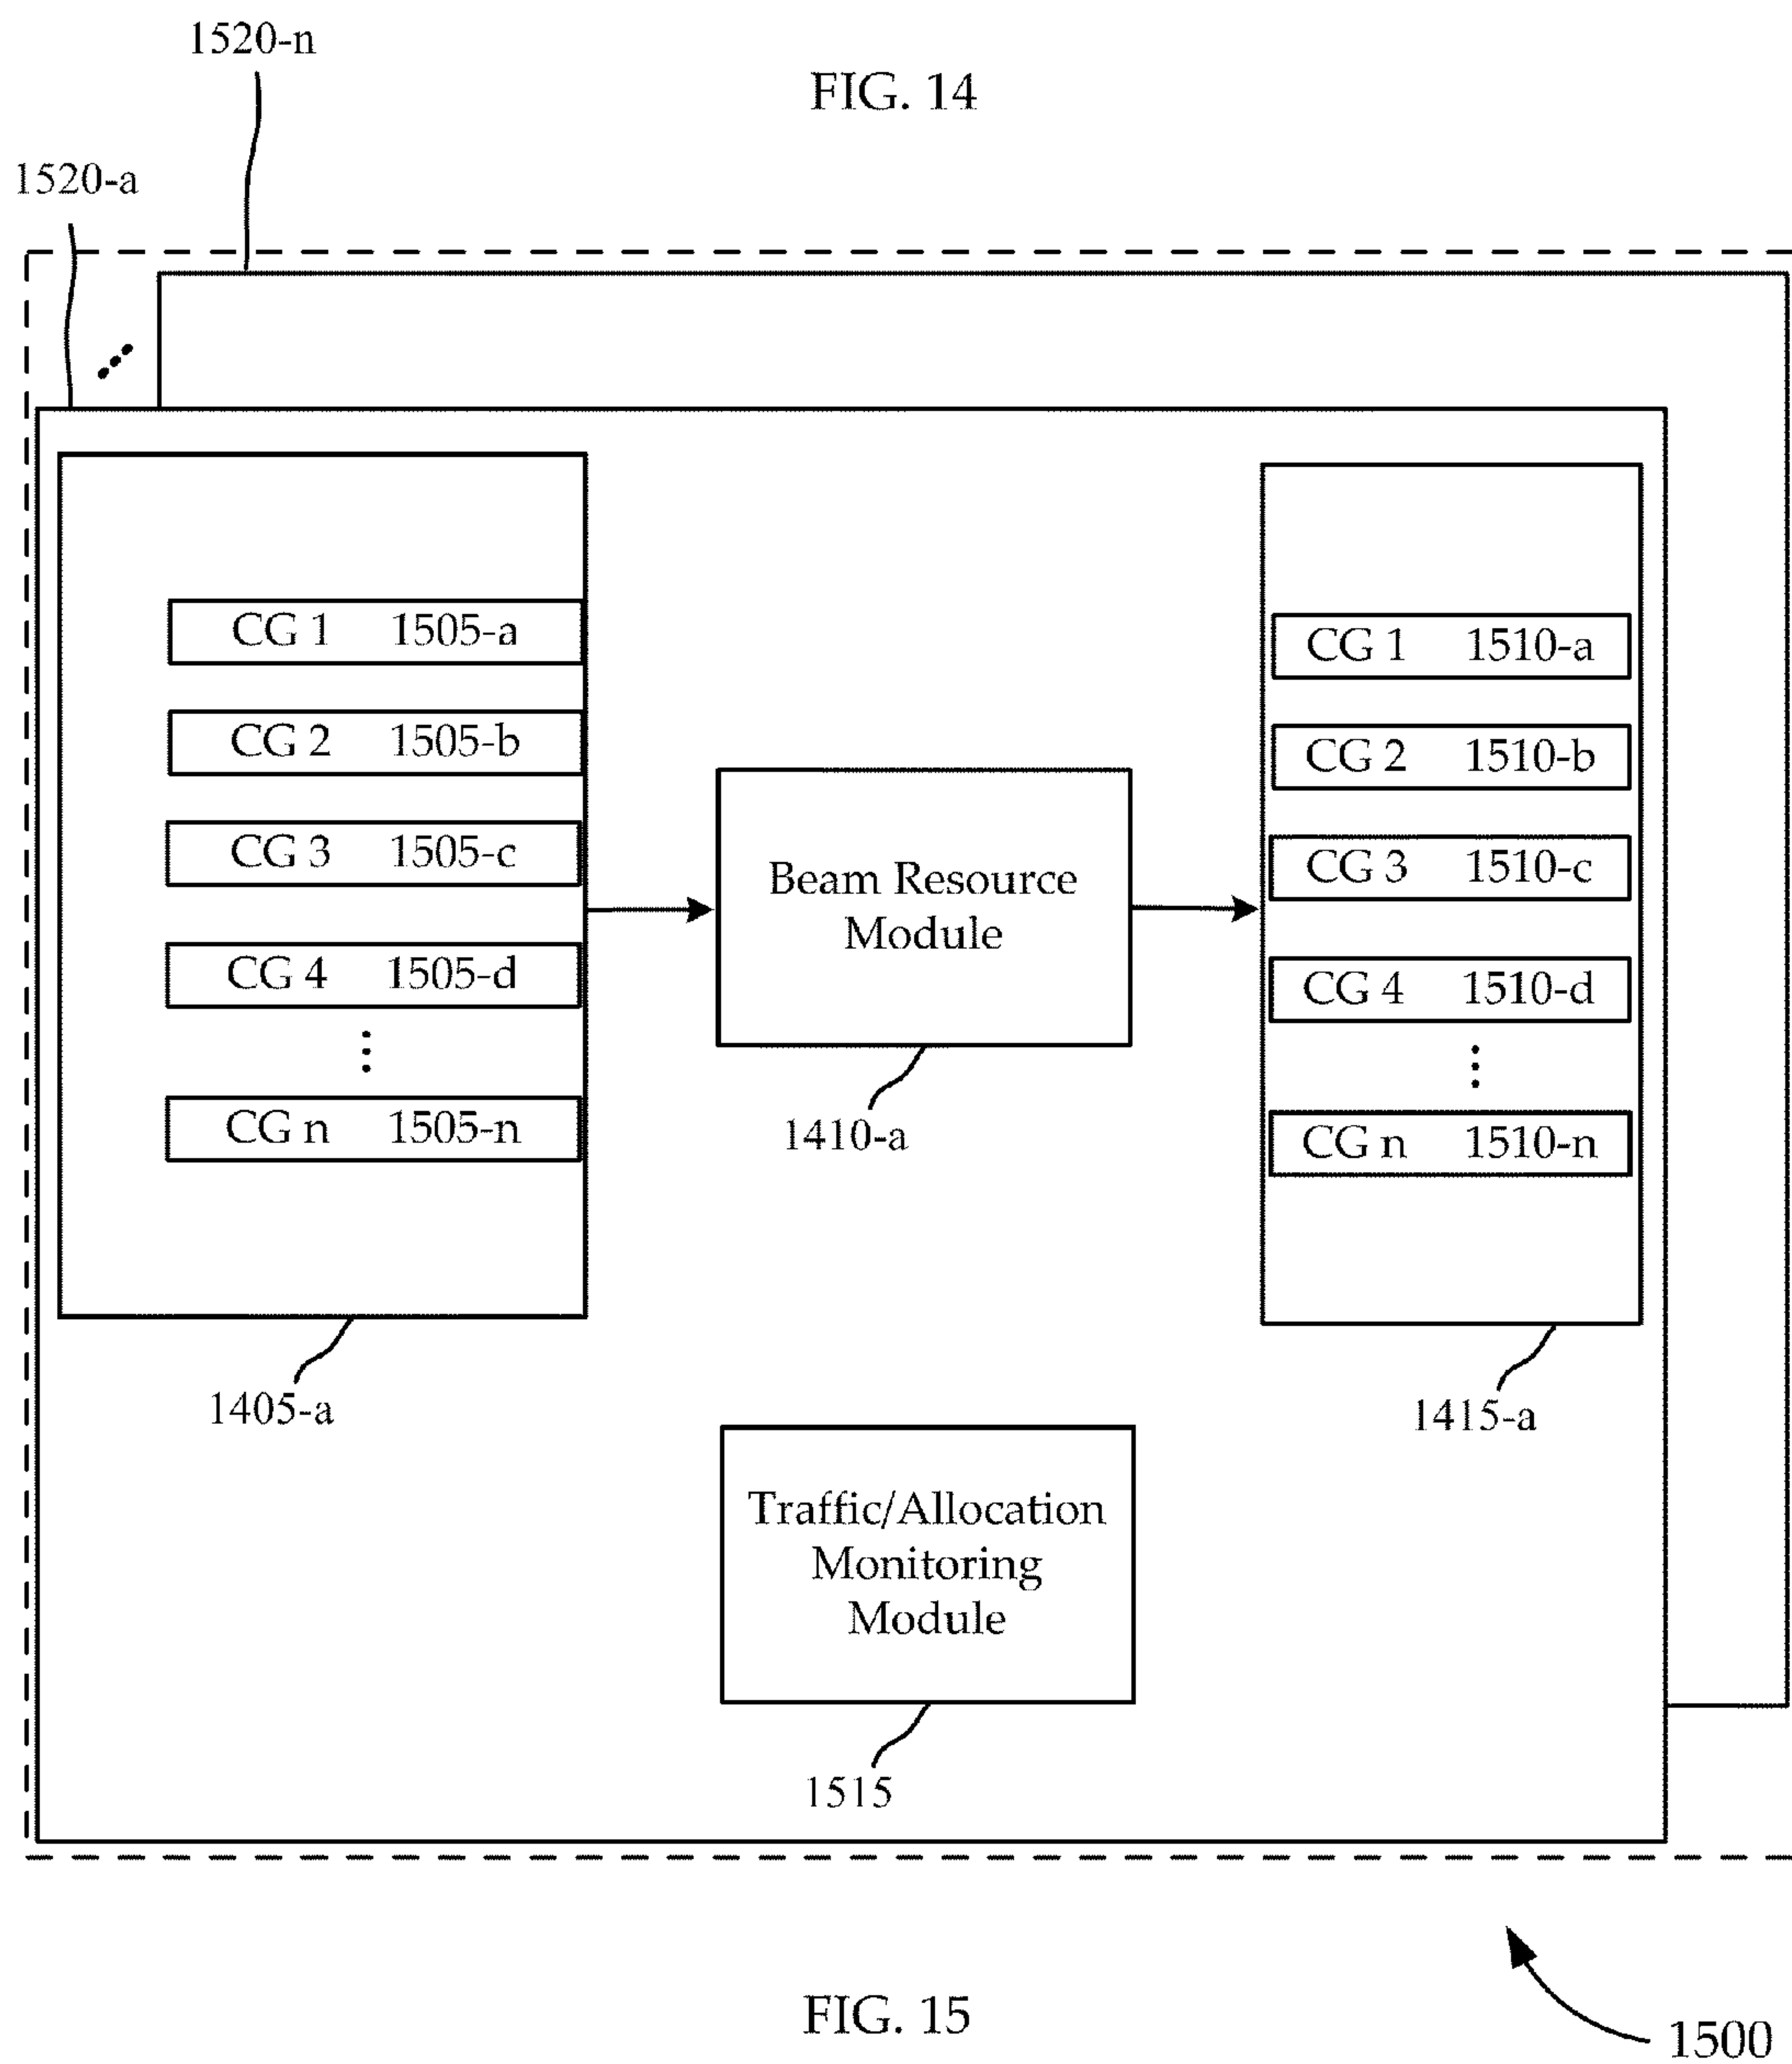 1520-n
FIG. 14
1520-a
CG 1 1505-a
CG 2 1505-b
CG 3 1505-c
CG 4 1505-d
CG n 1505-n
1405-a
Beam Resource
Module
1410-a
CG 1 1510-a
CG 2 1510-b
CG 3 1510-c
CG 4 1510-d
CG n 1510-n
1415-a
Traffic/Allocation
Monitoring
Module
1515
FIG. 15
1500